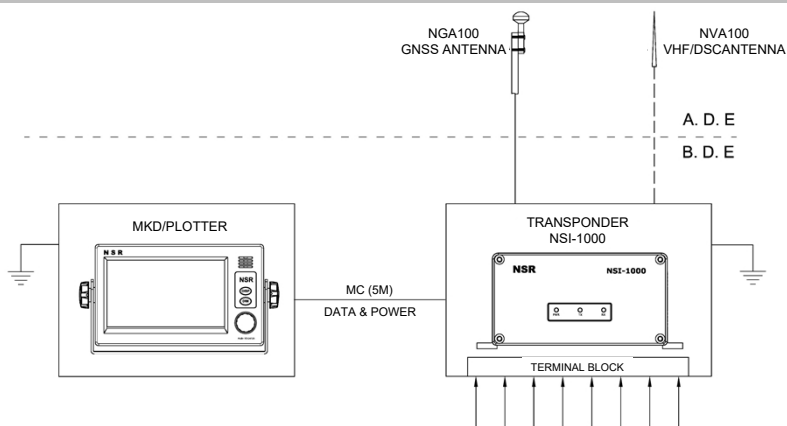 NGA100
GNSS ANTENNA
NVA100
VHF/DSCANTENNA
A. D. E
B. D. E
MKD/PLOTTER
NSR
NSR
MC (5M)
DATA & POWER
TRANSPONDER
NSI-1000
NSR
NSI-1000
TERMINAL BLOCK